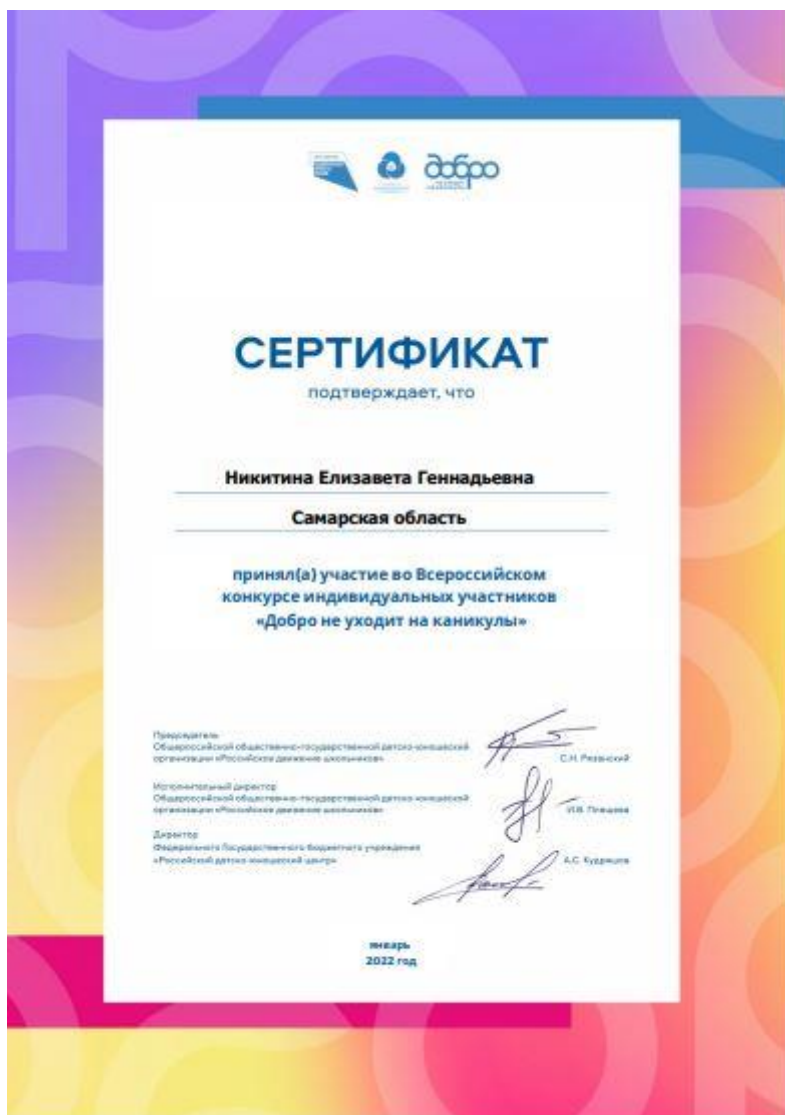 добро
СЕРТИФИКАТ
подтверждает, что
Никитина Елизавета Геннадьевна
Самарская область
принял(а) участие во Всероссийском
конкурсе индивидуальных участников
«Добро не уходит на каникулы»
Председатель
Общероссийской общественно-государственной детско-юношеской
организации «Российское движение школьников»
С.Н. Рязанский
Исполнительный директор
Общероссийской общественно-государственной детско-юношеской
организации «Российское движение школьников»
И.В. Плещева
Директор
Федерального Государственного бюджетного учреждения
«Российский детско-юношеский центр»
А.С. Кудряшов
январь
2022 год